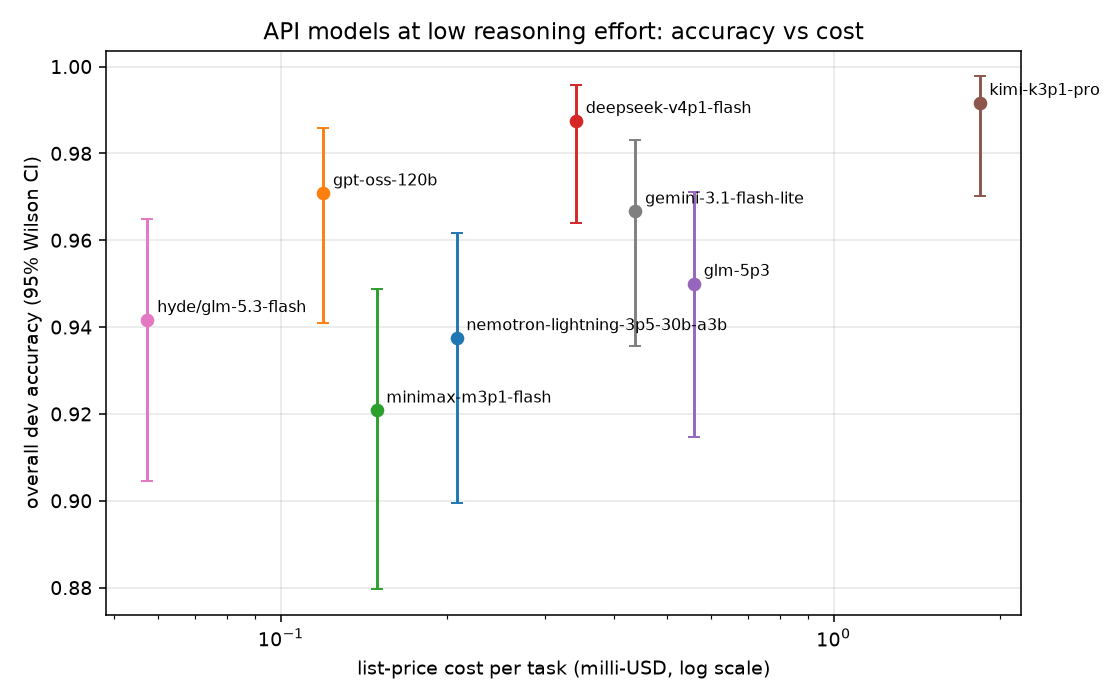 API models at low reasoning effort: accuracy vs cost
overall dev accuracy (95% Wilson CI)
1.00
0.98
0.96
0.94
0.92
0.90
0.88
kimi-k3p1-pro
deepseek-v4p1-flash
gpt-oss-120b
gemini-3.1-flash-lite
glm-5p3
hyde/glm-5.3-flash
nemotron-lightning-3p5-30b-a3b
minimax-m3p1-flash
10⁻¹
10⁰
list-price cost per task (milli-USD, log scale)